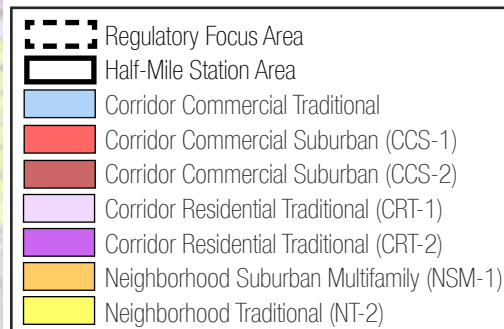 Regulatory Focus Area
Half-Mile Station Area
Corridor Commercial Traditional
Corridor Commercial Suburban (CCS-1)
Corridor Commercial Suburban (CCS-2)
Corridor Residential Traditional (CRT-1)
Corridor Residential Traditional (CRT-2)
Neighborhood Suburban Multifamily (NSM-1)
Neighborhood Traditional (NT-2)